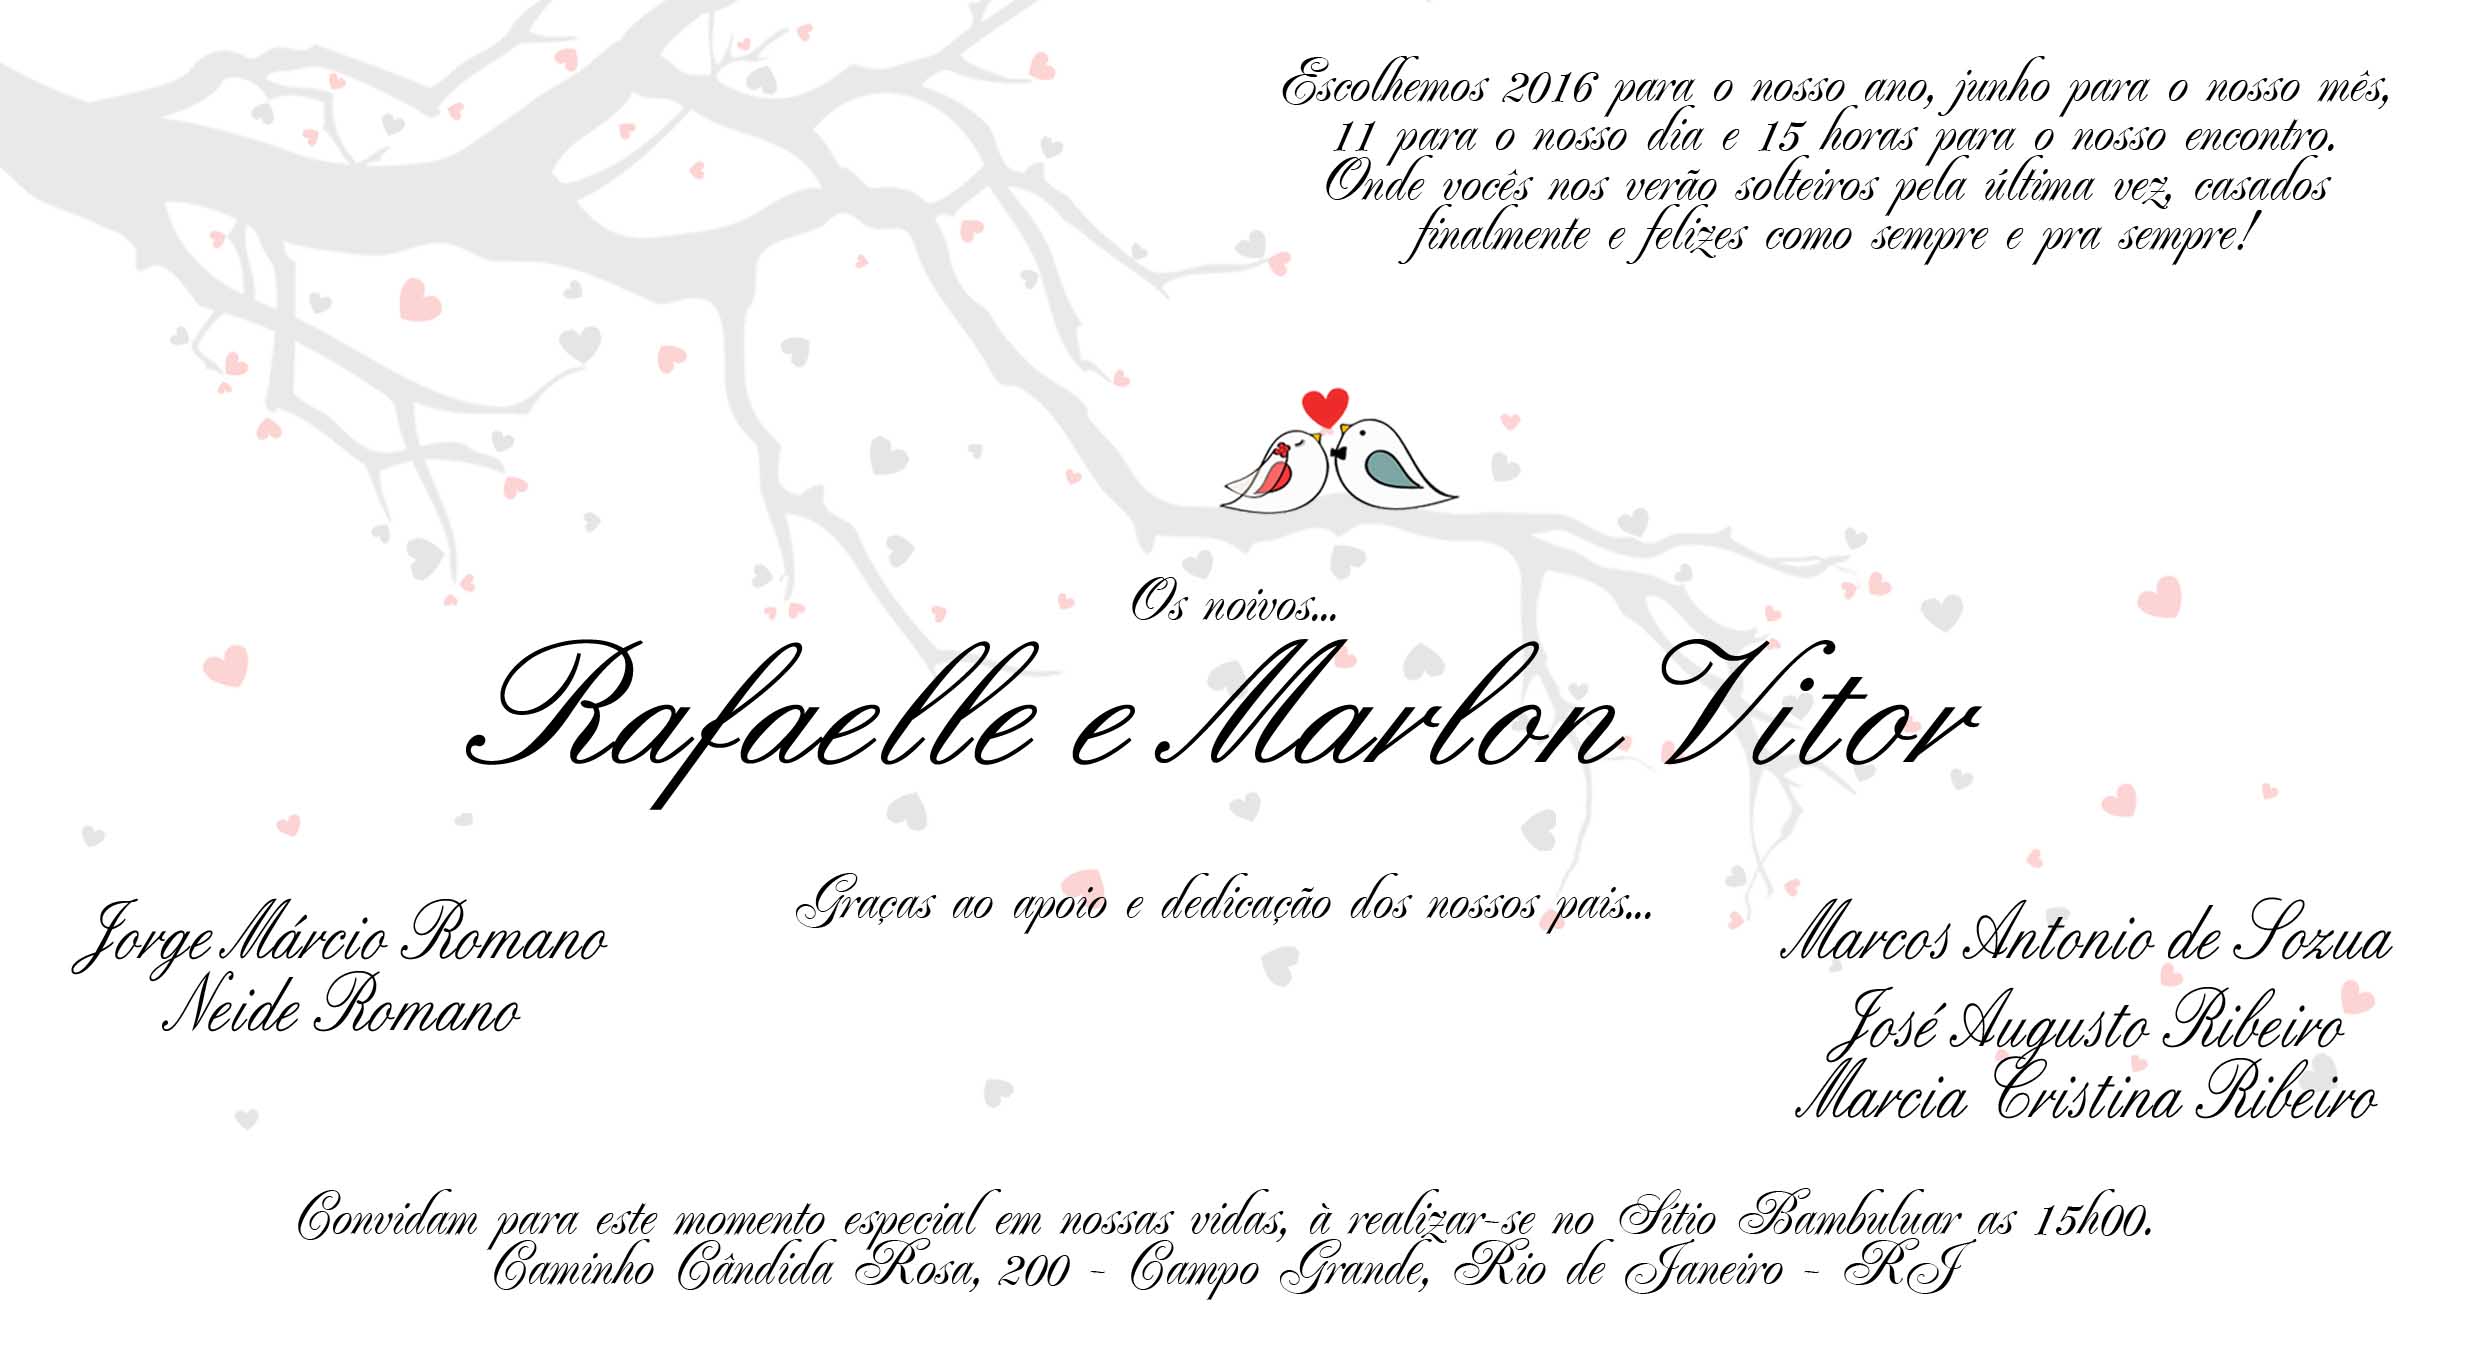 Escolhemos 2016 para o nosso ano, junho para o nosso mês,
11 para o nosso dia e 15 horas para o nosso encontro.
Onde vocês nos verão solteiros pela última vez, casados
finalmente e felizes como sempre e pra sempre!
Os noivos...
Rafaelle e Marlon Vitor
Graças ao apoio e dedicação dos nossos pais...
Jorge Márcio Romano
Neide Romano
Marcos Antonio de Sozua
José Augusto Ribeiro
Marcia Cristina Ribeiro
Convidam para este momento especial em nossas vidas, à realizar-se no Sítio Bambuluar as 15h00.
Caminho Cândida Rosa, 200 - Campo Grande, Rio de Janeiro - RJ